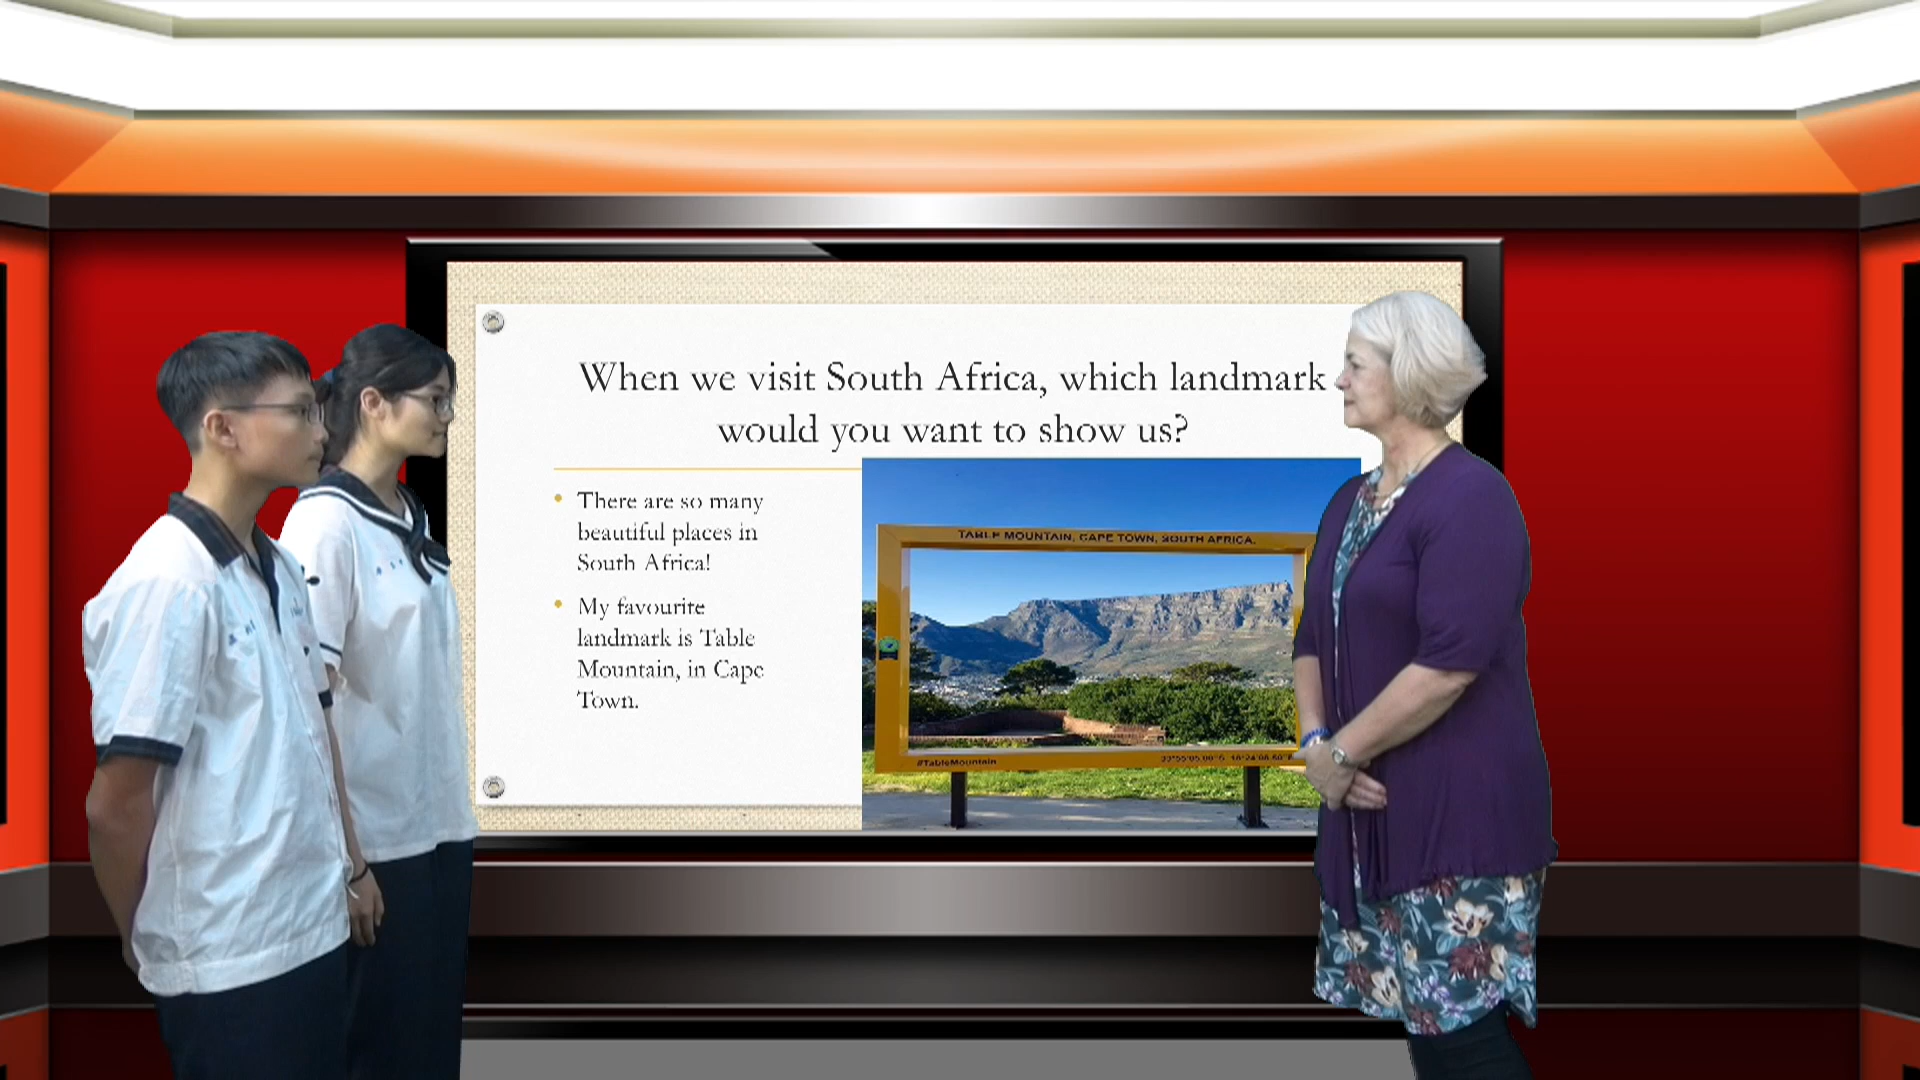 When we visit South Africa, which landmark
would you want to show us?
There are so many
beautiful places in
South Africa!
My favourite
landmark is Table
Mountain, in Cape
Town.
TABLE MOUNTAIN, CAPE TOWN, SOUTH AFRICA.
#TableMountain